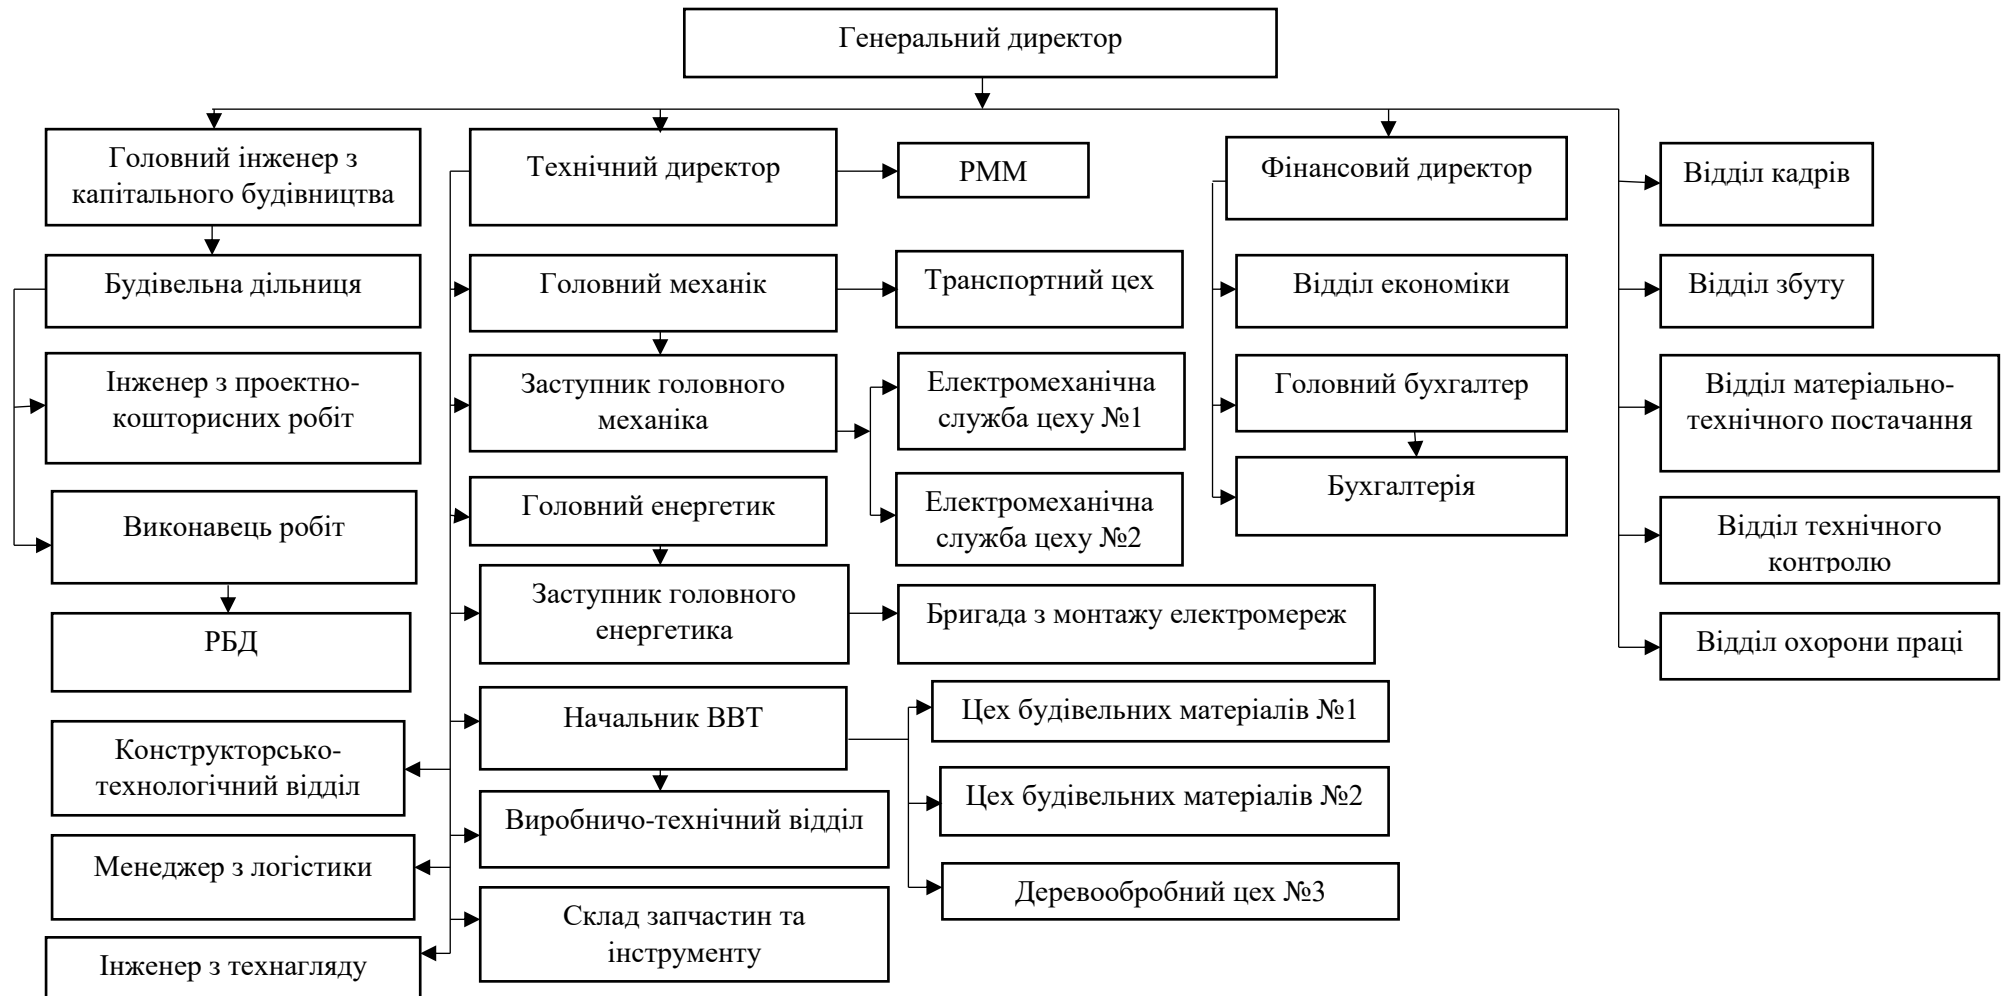 Генеральний директор
Головний інженер з
капітального будівництва
Технічний директор
РММ
Фінансовий директор
Відділ кадрів
Будівельна дільниця
Головний механік
Транспортний цех
Відділ економіки
Відділ збуту
Інженер з проектно-
кошторисних робіт
Заступник головного
механіка
Електромеханічна
служба цеху №1
Головний бухгалтер
Відділ матеріально-
технічного постачання
Виконавець робіт
Головний енергетик
Електромеханічна
служба цеху №2
Бухгалтерія
Відділ технічного
контролю
РБД
Заступник головного
енергетика
Бригада з монтажу електромереж
Відділ охорони праці
Конструкторсько-
технологічний відділ
Начальник ВВТ
Цех будівельних матеріалів №1
Цех будівельних матеріалів №2
Менеджер з логістики
Виробничо-технічний відділ
Деревообробний цех №3
Інженер з технагляду
Склад запчастин та
інструменту